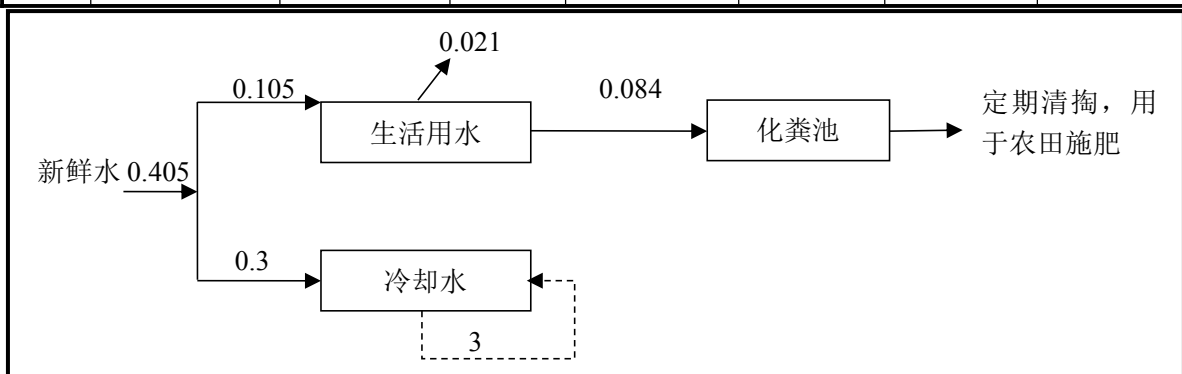 0.021
0.105
0.084
生活用水
化粪池
定期清掏，用
于农田施肥
新鲜水 0.405
0.3
冷却水
3